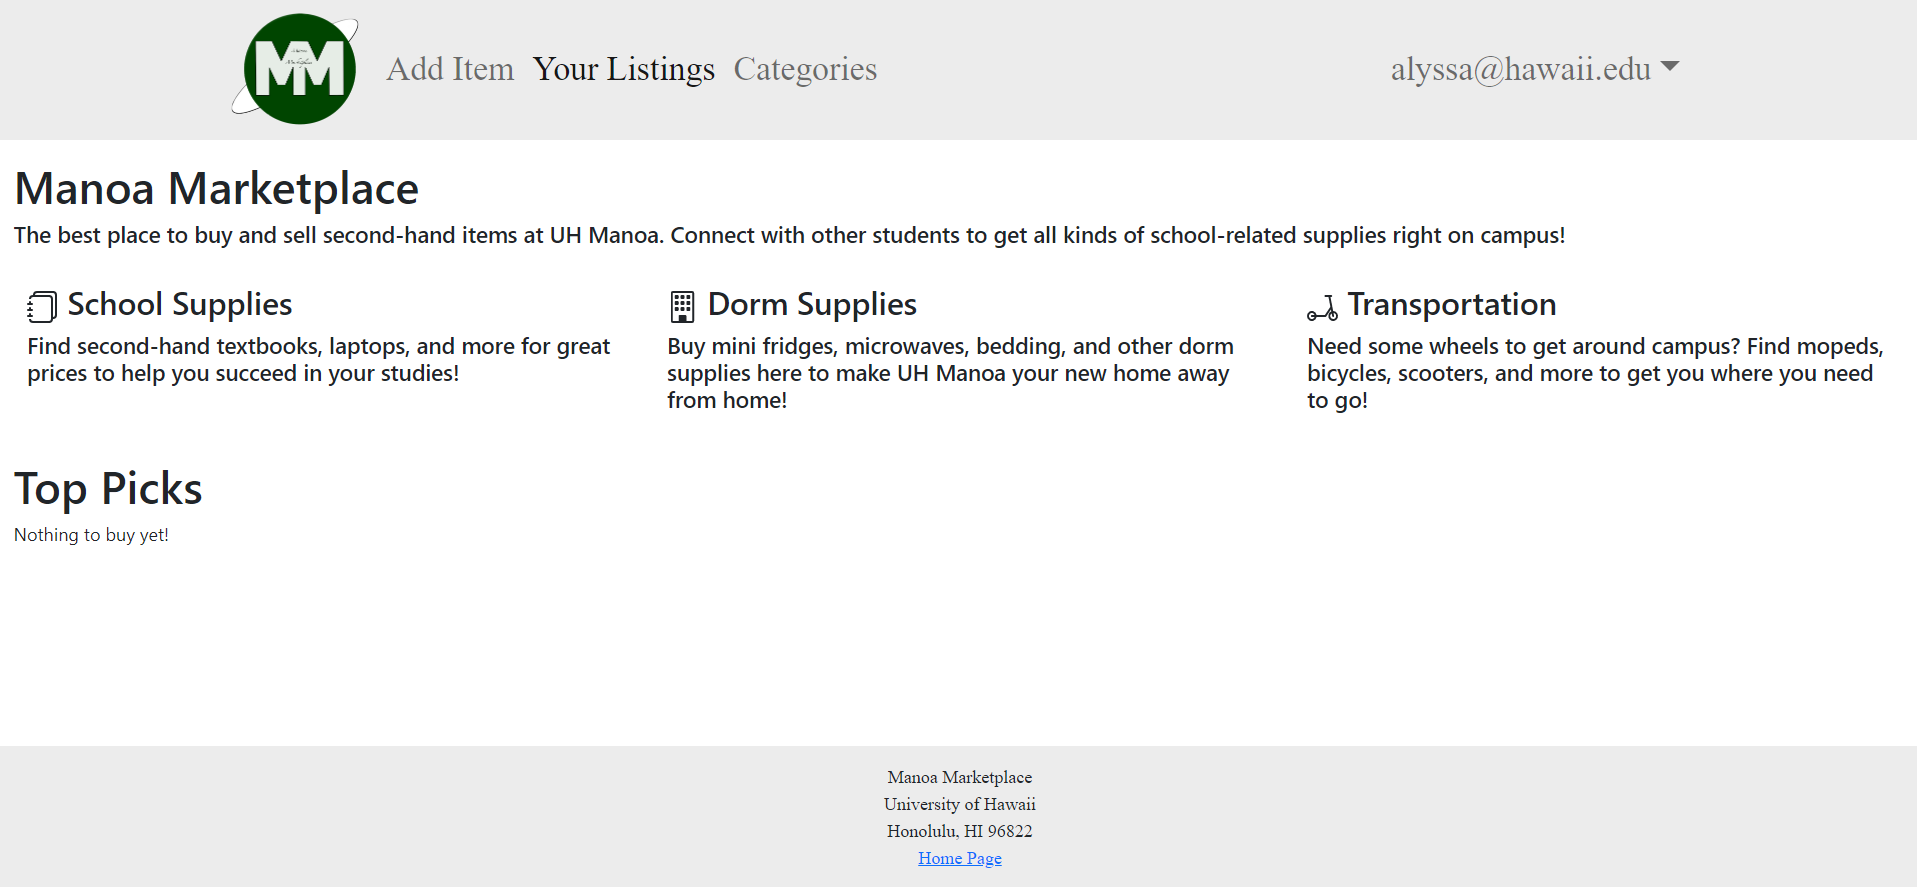 MM
Add Item Your Listings Categories alyssa@hawaii.edu
Manoa Marketplace
The best place to buy and sell second-hand items at UH Manoa. Connect with other students to get all kinds of school-related supplies right on campus!
School Supplies
Find second-hand textbooks, laptops, and more for great
prices to help you succeed in your studies!
Dorm Supplies
Buy mini fridges, microwaves, bedding, and other dorm
supplies here to make UH Manoa your new home away
from home!
Transportation
Need some wheels to get around campus? Find mopeds,
bicycles, scooters, and more to get you where you need
to go!
Top Picks
Nothing to buy yet!
Manoa Marketplace
University of Hawaii
Honolulu, HI 96822
Home Page